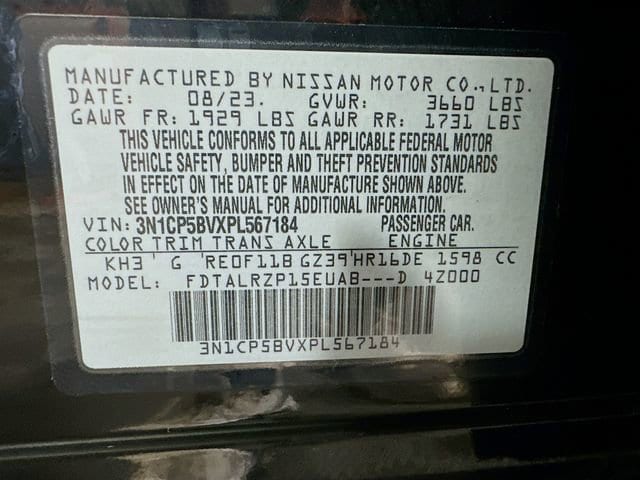 MANUFACTURED BY NISSAN MOTOR CO.,LTD.
DATE: 08/23. GVWR: 3660 LBS
GAWR FR: 1929 LBS GAWR RR: 1731 LBS
THIS VEHICLE CONFORMS TO ALL APPLICABLE FEDERAL MOTOR
VEHICLE SAFETY, BUMPER AND THEFT PREVENTION STANDARDS
IN EFFECT ON THE DATE OF MANUFACTURE SHOWN ABOVE.
SEE OWNER'S MANUAL FOR ADDITIONAL INFORMATION.
VIN: 3N1CP5BVXPL567184 PASSENGER CAR.
COLOR TRIM TRANS AXLE ENGINE
KH3 G RE0F11B GZ39 HR16DE 1598 CC
MODEL: FDTALRZP15EUAB---D 4Z000
3N1CP5BVXPL567184